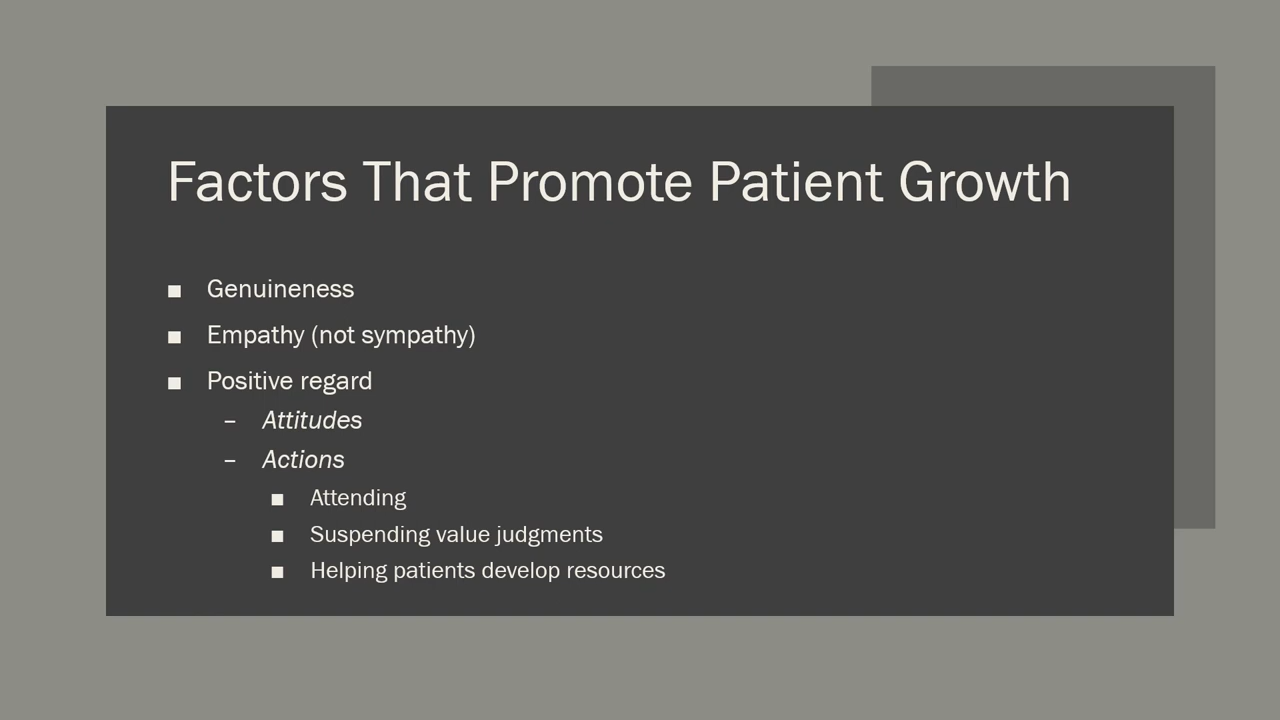 Factors That Promote Patient Growth
■ Genuineness
■ Empathy (not sympathy)
■ Positive regard
– Attitudes
– Actions
■ Attending
■ Suspending value judgments
■ Helping patients develop resources